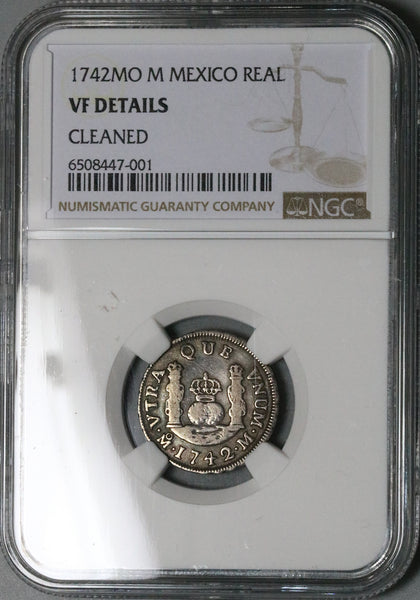 1742MO M MEXICO REAL
VF DETAILS
CLEANED
6508447-001
NUMISMATIC GUARANTY COMPANY NGC®
VTRA QUE VNUM
·M·1742·M·